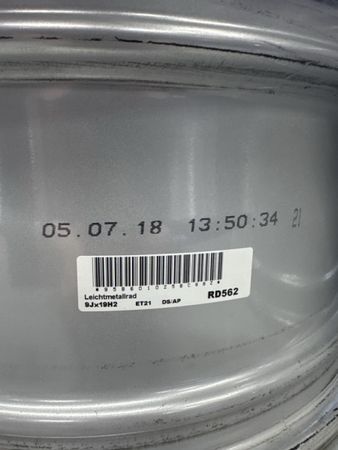 05.07.18 13:50:34 21
Leichtmetallrad
9Jx19H2 ET21 DS/AP RD562